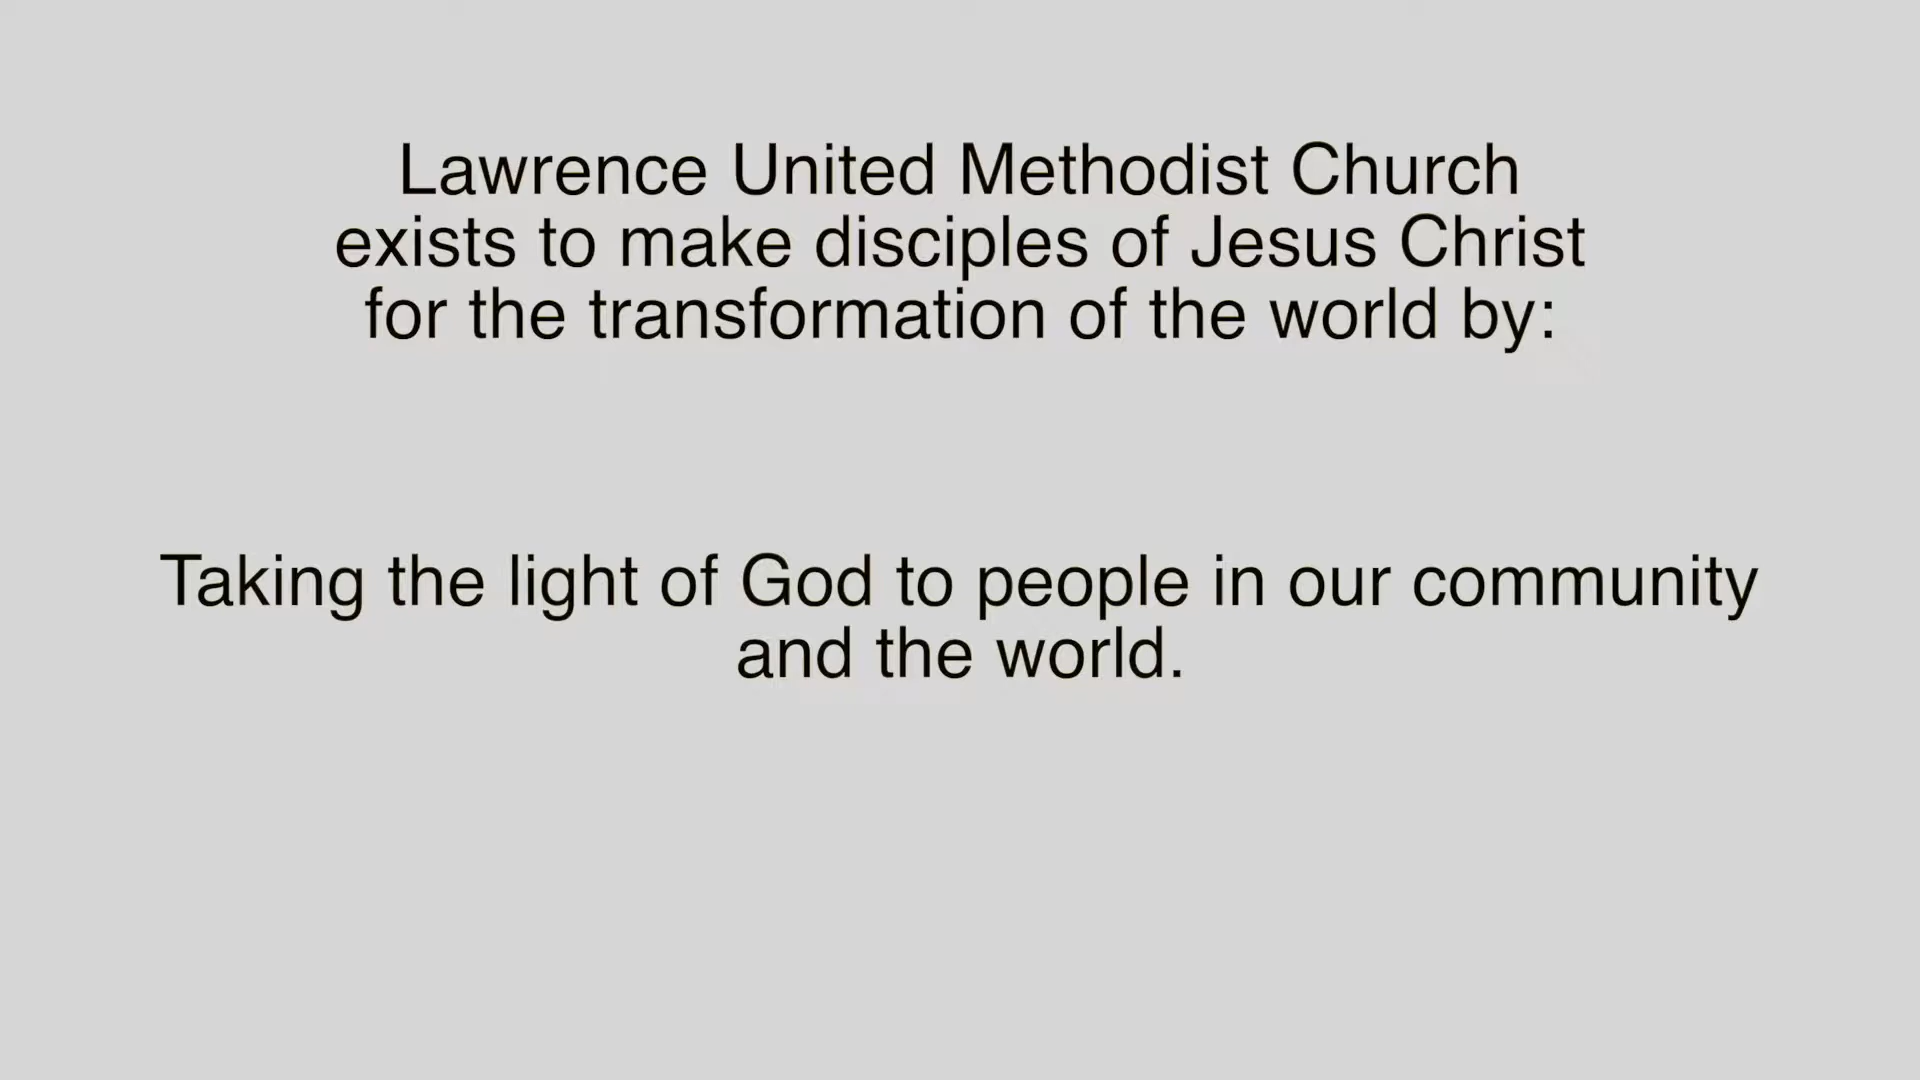 Lawrence United Methodist Church
exists to make disciples of Jesus Christ
for the transformation of the world by:
Taking the light of God to people in our community
and the world.